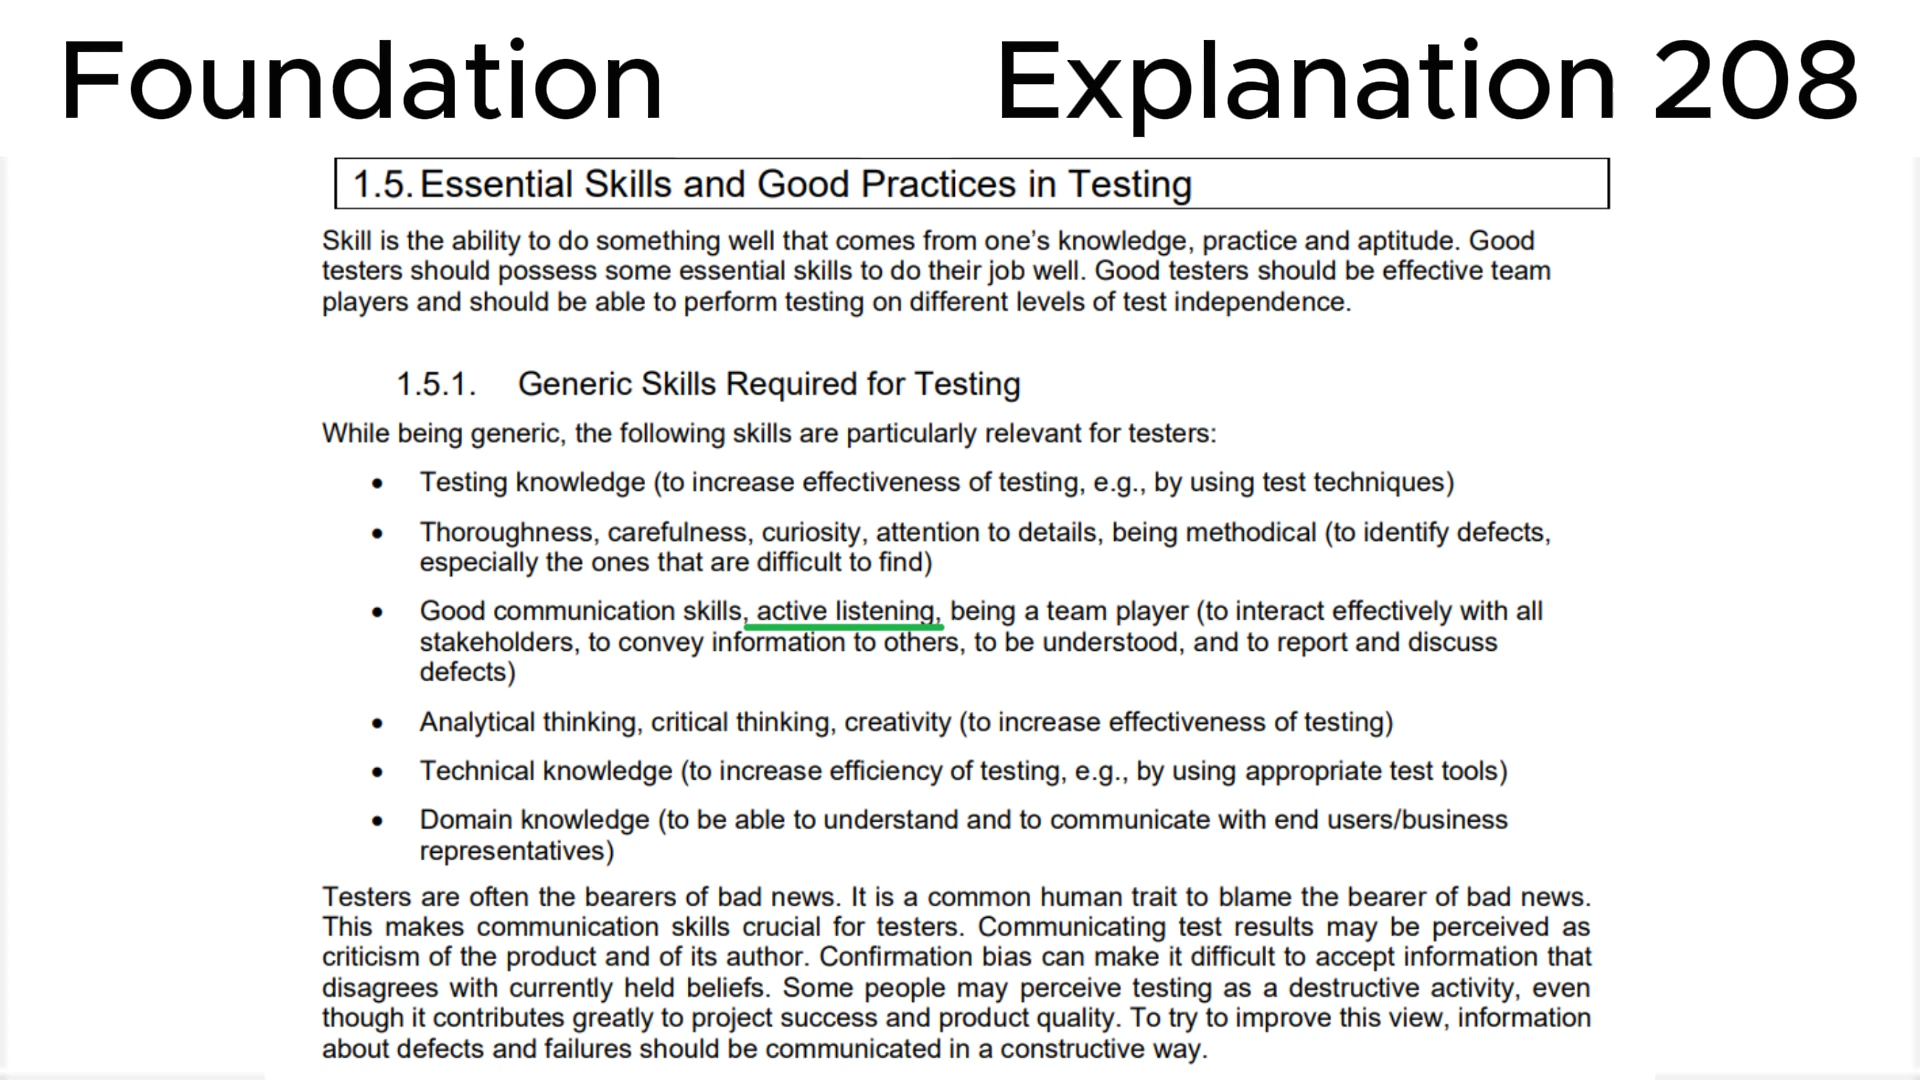 Foundation Explanation 208
1.5. Essential Skills and Good Practices in Testing
Skill is the ability to do something well that comes from one’s knowledge, practice and aptitude. Good
testers should possess some essential skills to do their job well. Good testers should be effective team
players and should be able to perform testing on different levels of test independence.
1.5.1. Generic Skills Required for Testing
While being generic, the following skills are particularly relevant for testers:
• Testing knowledge (to increase effectiveness of testing, e.g., by using test techniques)
• Thoroughness, carefulness, curiosity, attention to details, being methodical (to identify defects,
especially the ones that are difficult to find)
• Good communication skills, active listening, being a team player (to interact effectively with all
stakeholders, to convey information to others, to be understood, and to report and discuss
defects)
• Analytical thinking, critical thinking, creativity (to increase effectiveness of testing)
• Technical knowledge (to increase efficiency of testing, e.g., by using appropriate test tools)
• Domain knowledge (to be able to understand and to communicate with end users/business
representatives)
Testers are often the bearers of bad news. It is a common human trait to blame the bearer of bad news.
This makes communication skills crucial for testers. Communicating test results may be perceived as
criticism of the product and of its author. Confirmation bias can make it difficult to accept information that
disagrees with currently held beliefs. Some people may perceive testing as a destructive activity, even
though it contributes greatly to project success and product quality. To try to improve this view, information
about defects and failures should be communicated in a constructive way.